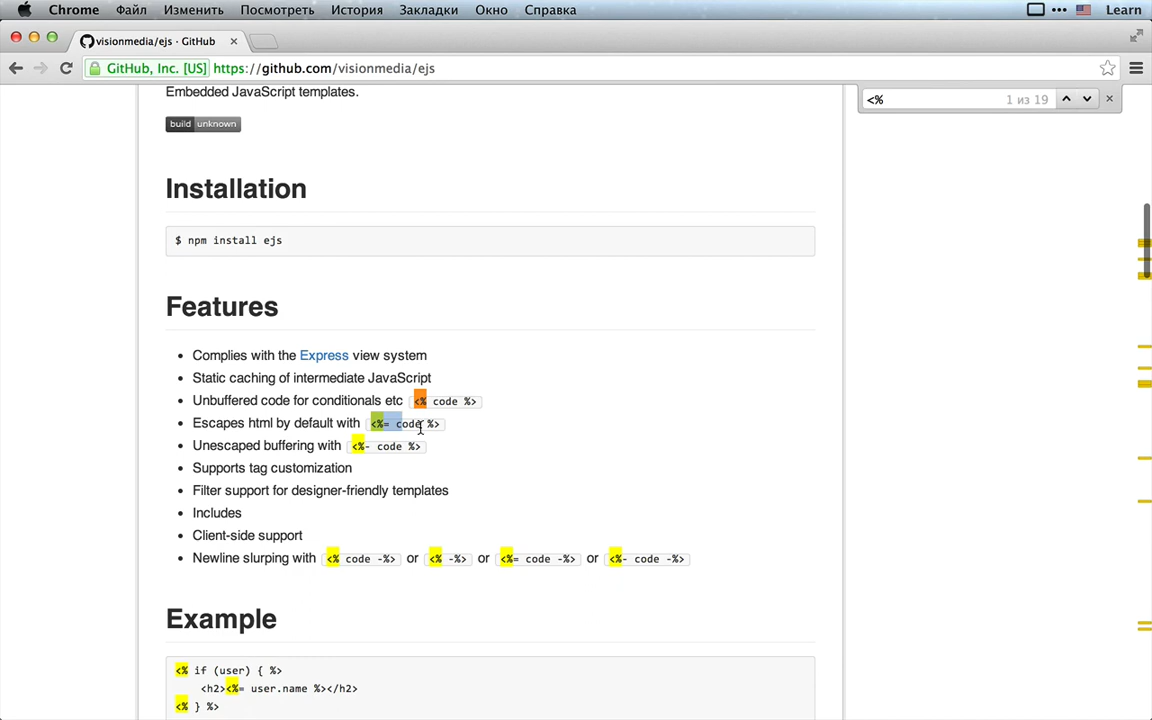 Chrome Файл Изменить Посмотреть История Закладки Окно Справка Learn
visionmedia/ejs · GitHub
GitHub, Inc. [US] https://github.com/visionmedia/ejs
<% 1 из 19
Embedded JavaScript templates.
build unknown
Installation
$ npm install ejs
Features
• Complies with the Express view system
• Static caching of intermediate JavaScript
• Unbuffered code for conditionals etc <% code %>
• Escapes html by default with <%= code %>
• Unescaped buffering with <%- code %>
• Supports tag customization
• Filter support for designer-friendly templates
• Includes
• Client-side support
• Newline slurping with <% code -%> or <% -%> or <%= code -%> or <%- code -%>
Example
<% if (user) { %>
<h2><%= user.name %></h2>
<% } %>